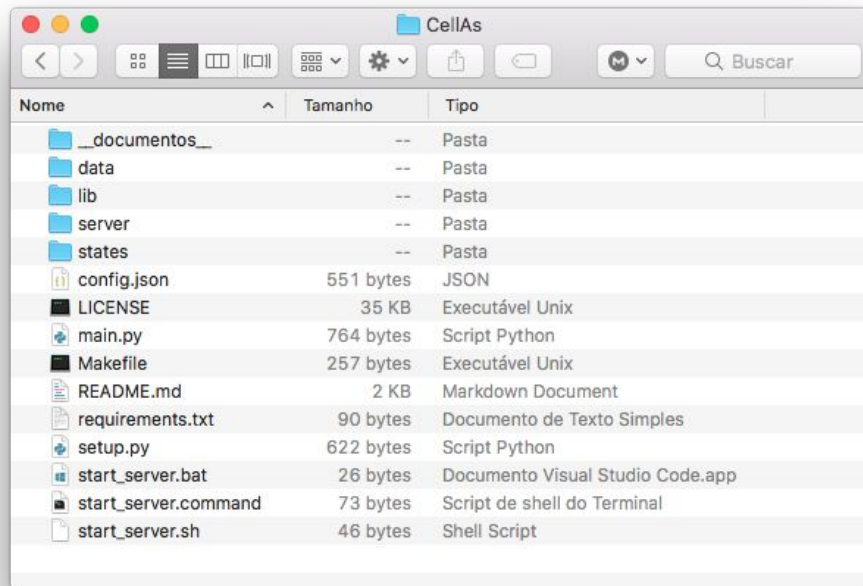 CellAs
Buscar
Nome Tamanho Tipo
__documentos__ -- Pasta
data -- Pasta
lib -- Pasta
server -- Pasta
states -- Pasta
config.json 551 bytes JSON
LICENSE 35 KB Executável Unix
main.py 764 bytes Script Python
Makefile 257 bytes Executável Unix
README.md 2 KB Markdown Document
requirements.txt 90 bytes Documento de Texto Simples
setup.py 622 bytes Script Python
start_server.bat 26 bytes Documento Visual Studio Code.app
start_server.command 73 bytes Script de shell do Terminal
start_server.sh 46 bytes Shell Script